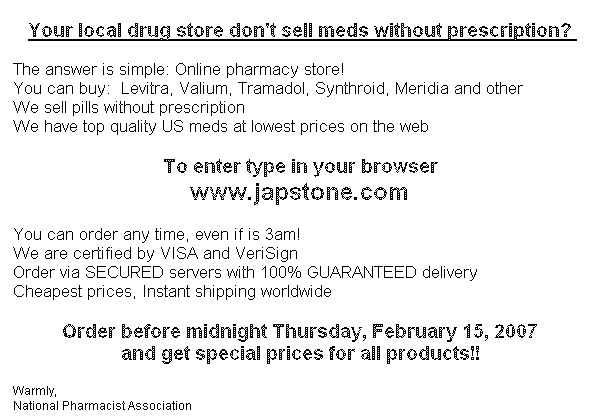 Your local drug store don't sell meds without prescription?
The answer is simple: Online pharmacy store!
You can buy: Levitra, Valium, Tramadol, Synthroid, Meridia and other
We sell pills without prescription
We have top quality US meds at lowest prices on the web
To enter type in your browser
www.japstone.com
You can order any time, even if is 3am!
We are certified by VISA and VeriSign
Order via SECURED servers with 100% GUARANTEED delivery
Cheapest prices, Instant shipping worldwide
Order before midnight Thursday, February 15, 2007
and get special prices for all products!!
Warmly,
National Pharmacist Association